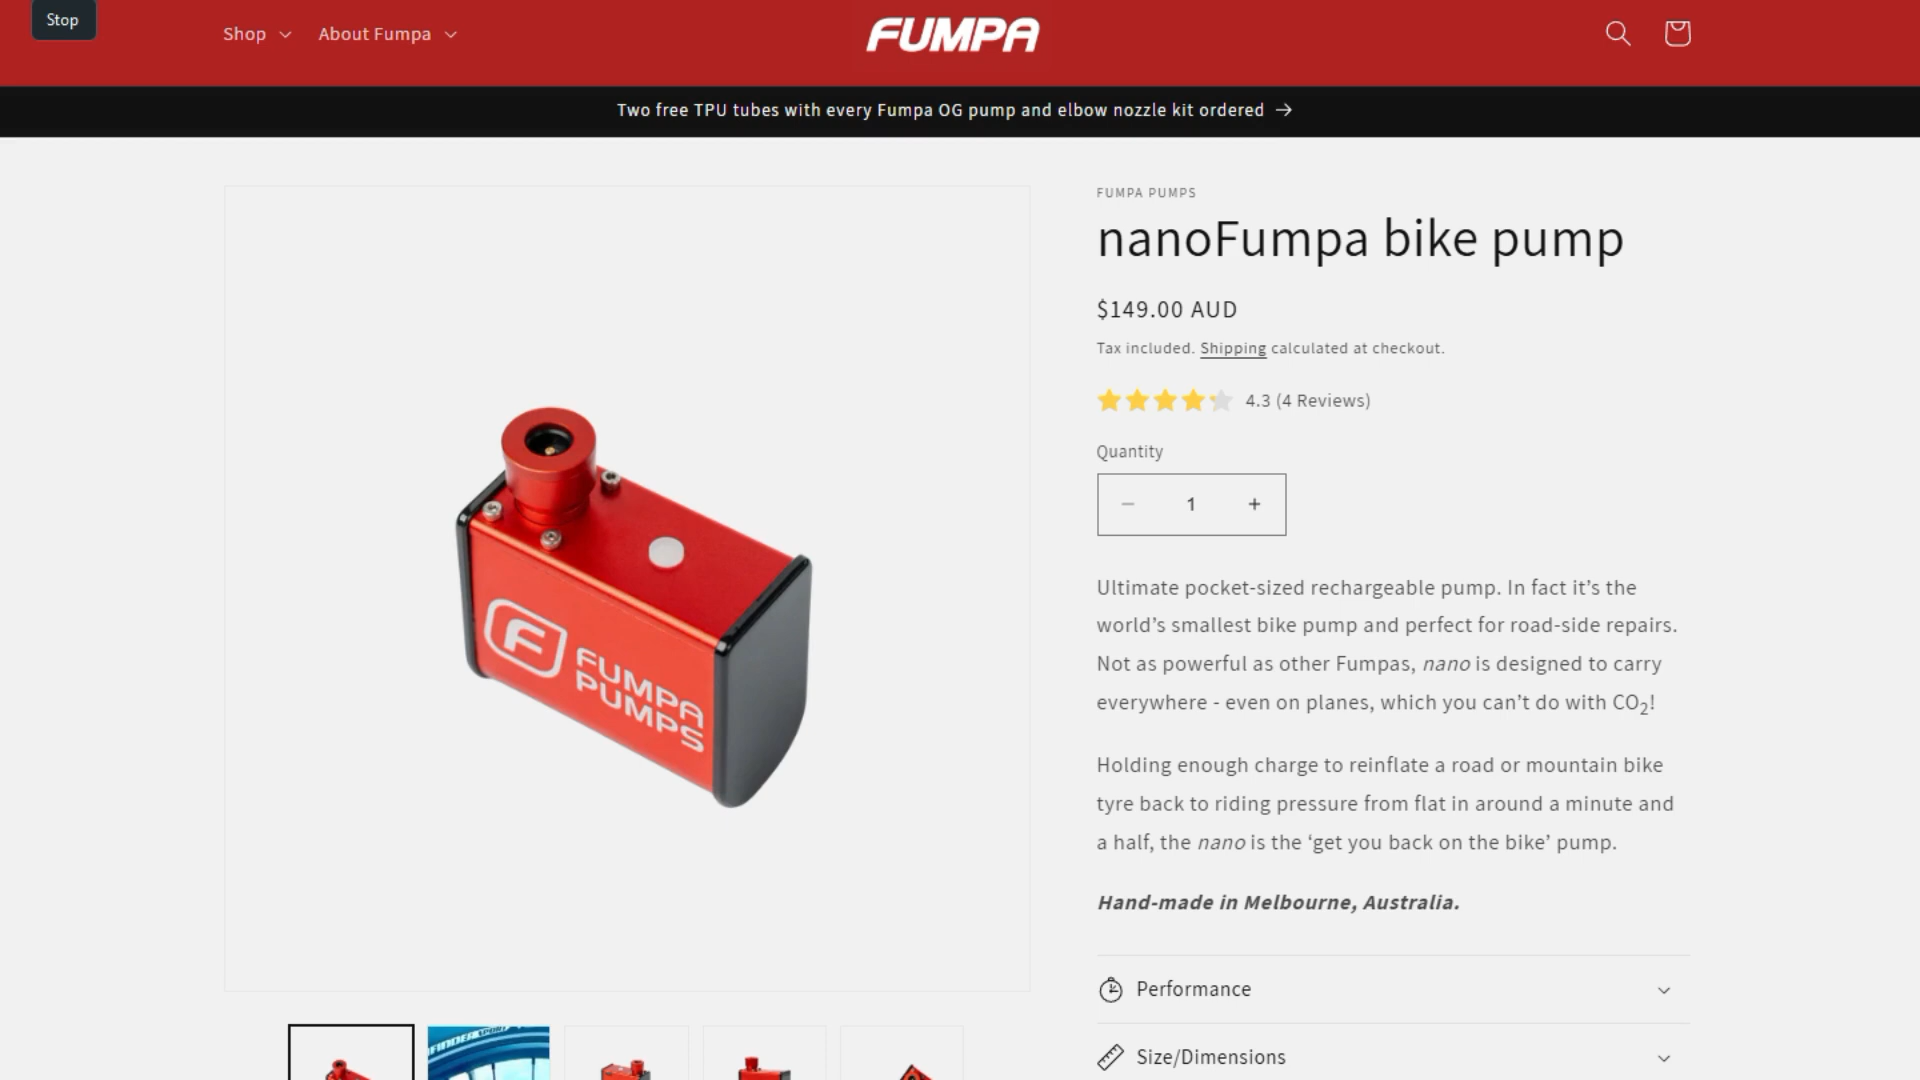 Stop
Shop
About Fumpa
FUMPA
Two free TPU tubes with every Fumpa OG pump and elbow nozzle kit ordered →
FUMPA PUMPS
nanoFumpa bike pump
$149.00 AUD
Tax included. Shipping calculated at checkout.
4.3 (4 Reviews)
Quantity
− 1 +
Ultimate pocket-sized rechargeable pump. In fact it’s the
world’s smallest bike pump and perfect for road-side repairs.
Not as powerful as other Fumpas, nano is designed to carry
everywhere - even on planes, which you can’t do with CO₂!
Holding enough charge to reinflate a road or mountain bike
tyre back to riding pressure from flat in around a minute and
a half, the nano is the ‘get you back on the bike’ pump.
Hand-made in Melbourne, Australia.
Performance
Size/Dimensions
F
FUMPA
PUMPS